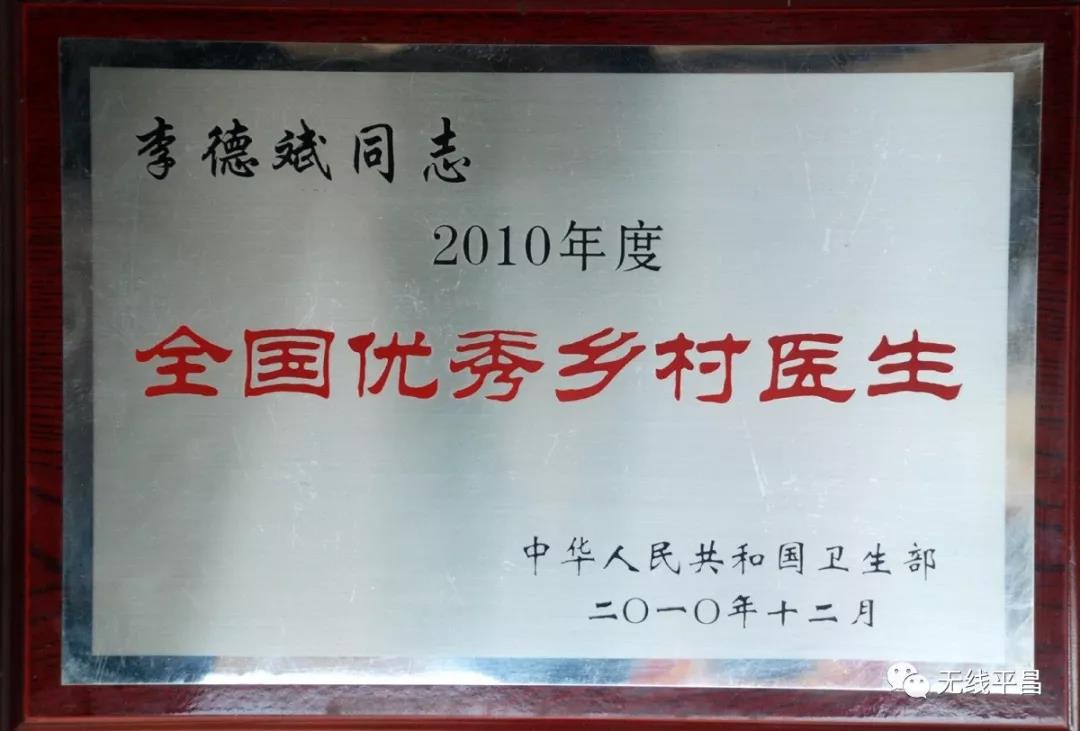 李德斌同志
2010年度
全国优秀乡村医生
中华人民共和国卫生部
二〇一〇年十二月
无线平昌